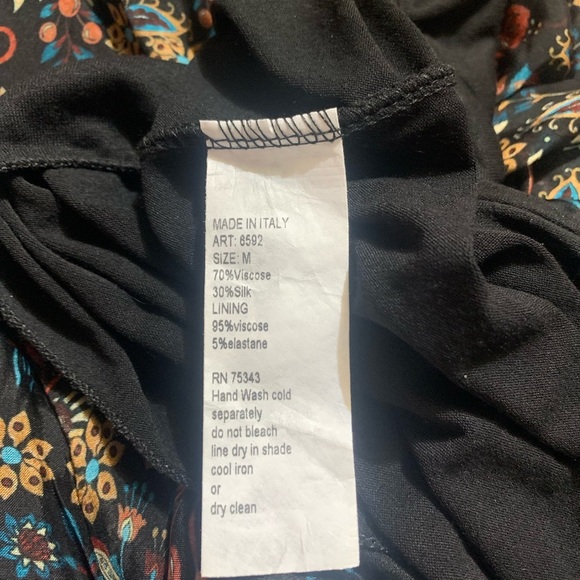 MADE IN ITALY
ART: 6592
SIZE: M
70%Viscose
30%Silk
LINING
95%viscose
5%elastane
RN 75343
Hand Wash cold
separately
do not bleach
line dry in shade
cool iron
or
dry clean